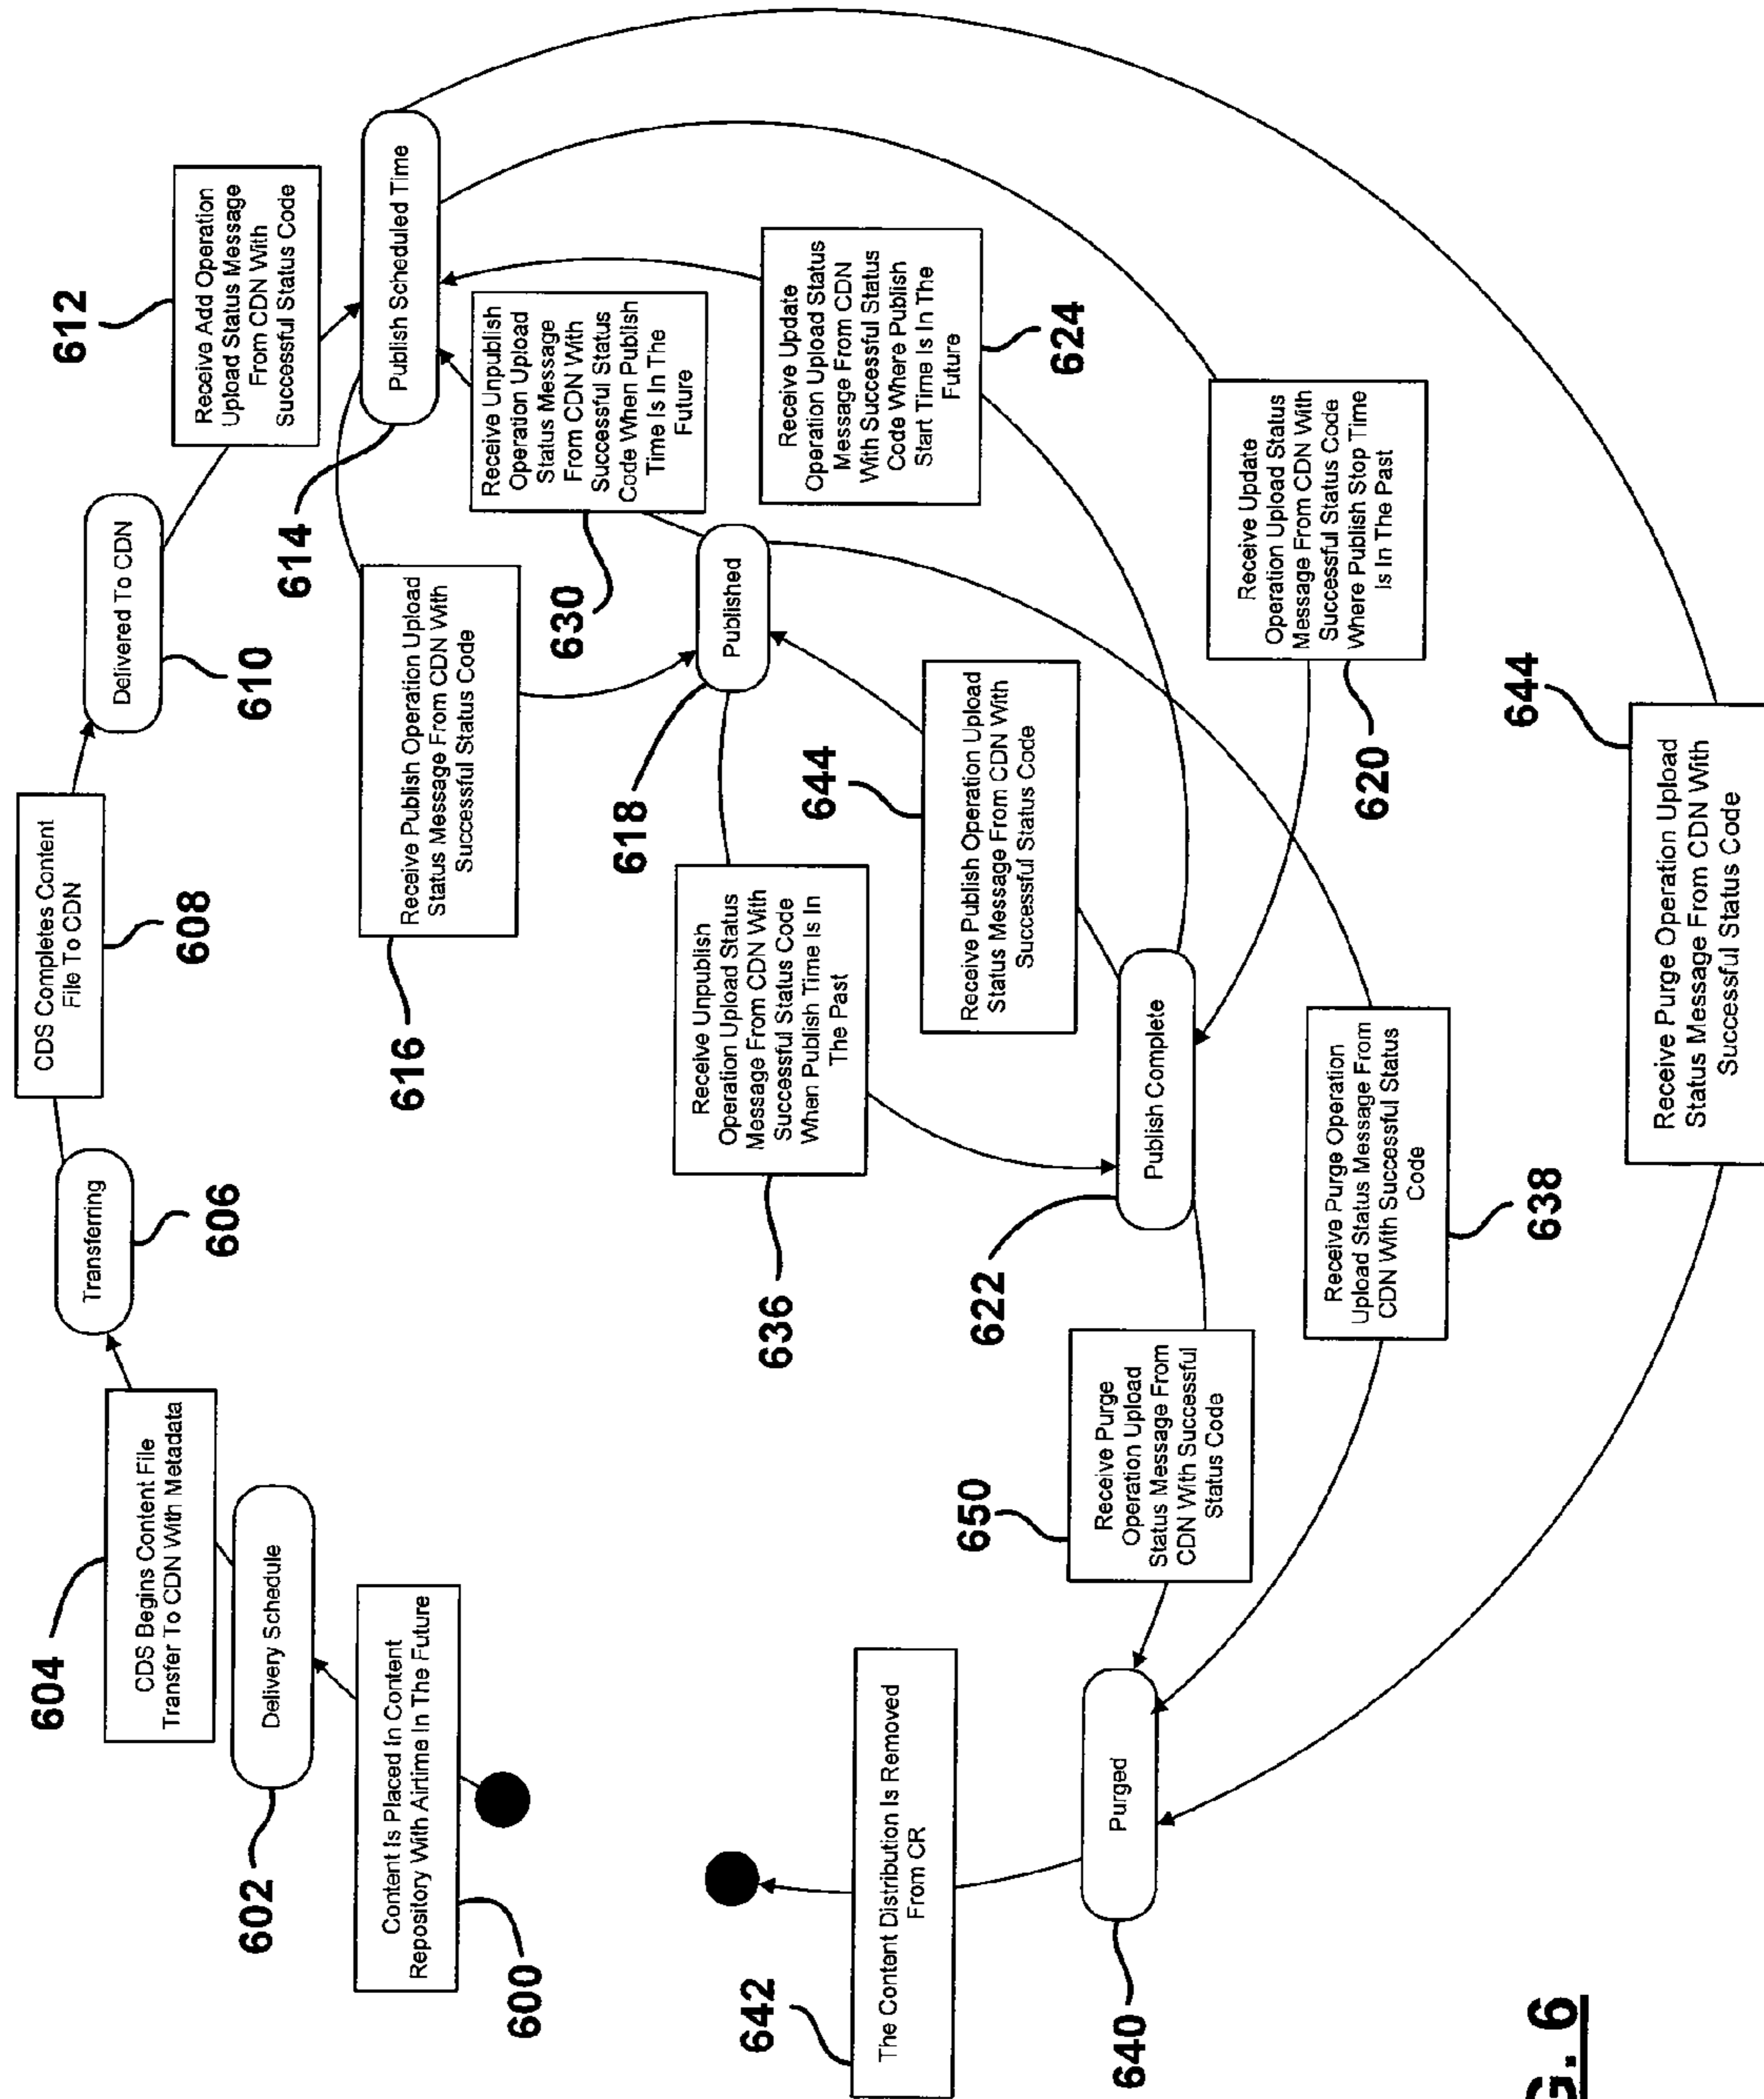 600
Content Is Placed In Content
Repository With Airtime In The Future
602
Delivery Schedule
604
CDS Begins Content File
Transfer To CDN With Metadata
606
Transferring
608
CDS Completes Content
File To CDN
610
Delivered To CDN
612
Receive Add Operation
Upload Status Message
From CDN With
Successful Status Code
614
Publish Scheduled Time
616
Receive Publish Operation Upload
Status Message From CDN With
Successful Status Code
630
Receive Unpublish
Operation Upload
Status Message
From CDN With
Successful Status
Code When Publish
Time Is In The
Future
618
Published
624
Receive Update
Operation Upload Status
Message From CDN
With Successful Status
Code Where Publish
Start Time Is In The
Future
636
Receive Unpublish
Operation Upload Status
Message From CDN With
Successful Status Code
When Publish Time Is In
The Past
644
Receive Publish Operation Upload
Status Message From CDN With
Successful Status Code
620
Receive Update
Operation Upload Status
Message From CDN With
Successful Status Code
Where Publish Stop Time
Is In The Past
622
Publish Complete
650
Receive Purge
Operation Upload
Status Message From
CDN With Successful
Status Code
638
Receive Purge Operation
Upload Status Message From
CDN With Successful Status
Code
644
Receive Purge Operation Upload
Status Message From CDN With
Successful Status Code
640
Purged
642
The Content Distribution Is Removed
From CR
G. 6